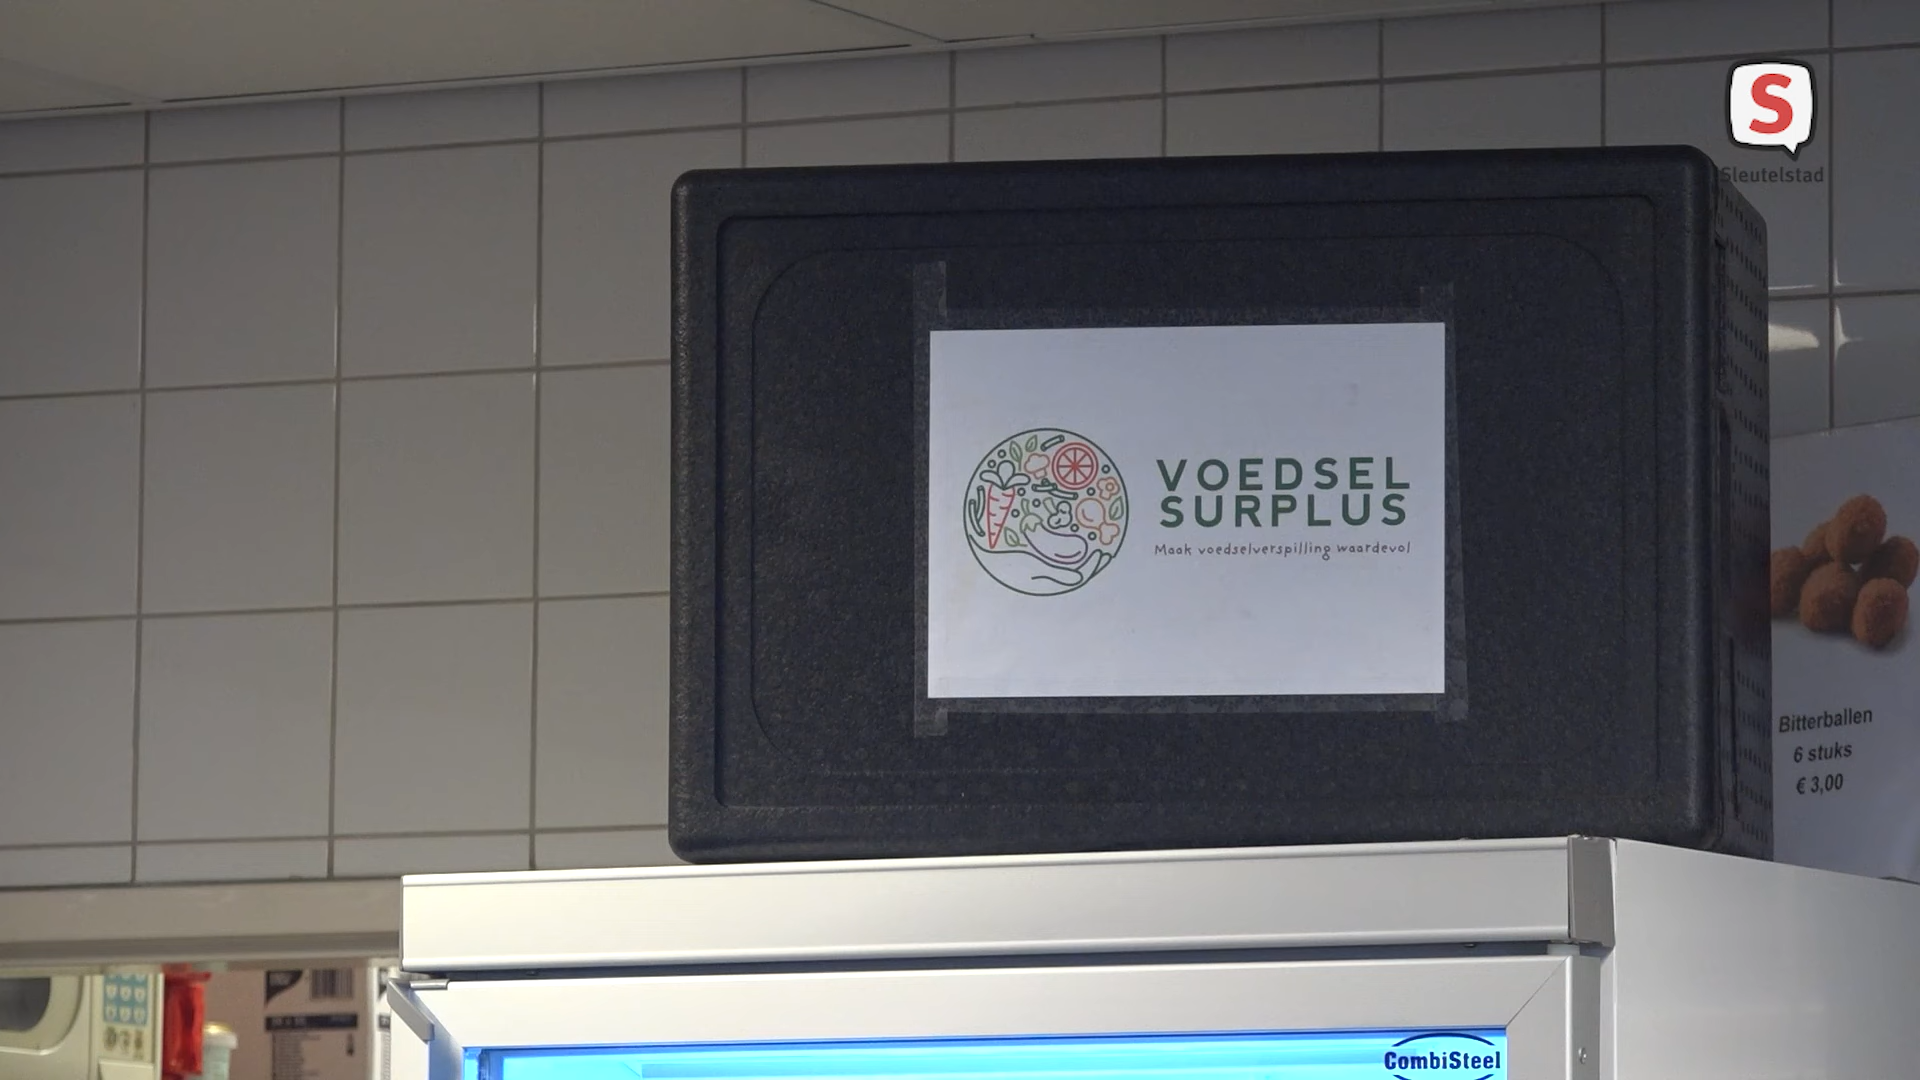 S
Sleutelstad
VOEDSEL
SURPLUS
Maak voedselverspilling waardevol
Bitterballen
6 stuks
€ 3,00
CombiSteel